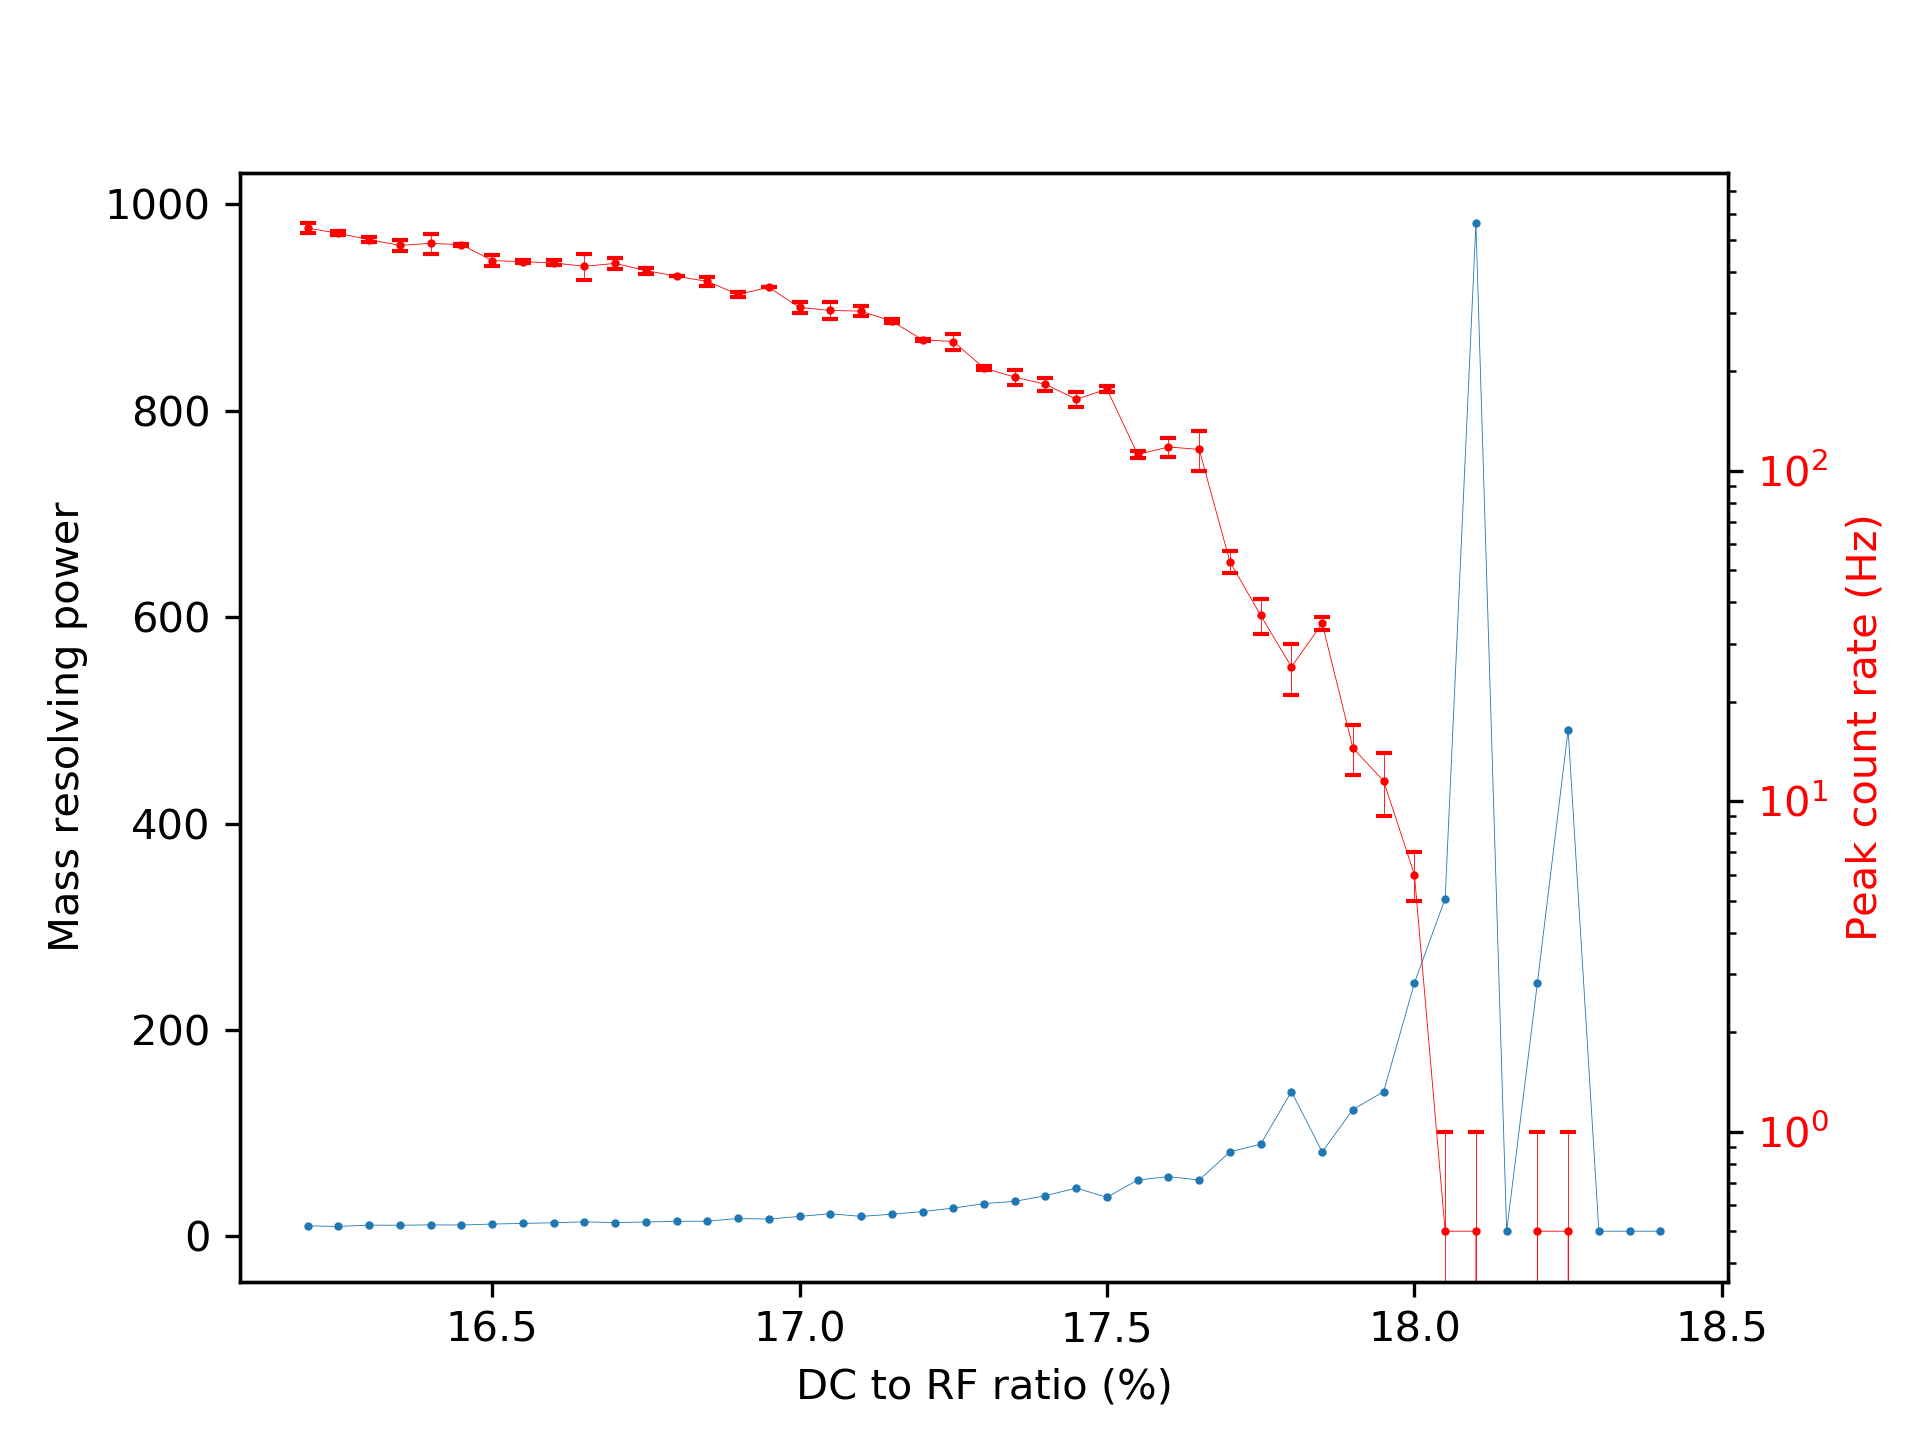 1000
800
600
400
200
0
Mass resolving power
16.5 17.0 17.5 18.0 18.5
DC to RF ratio (%)
10²
10¹
10⁰
Peak count rate (Hz)